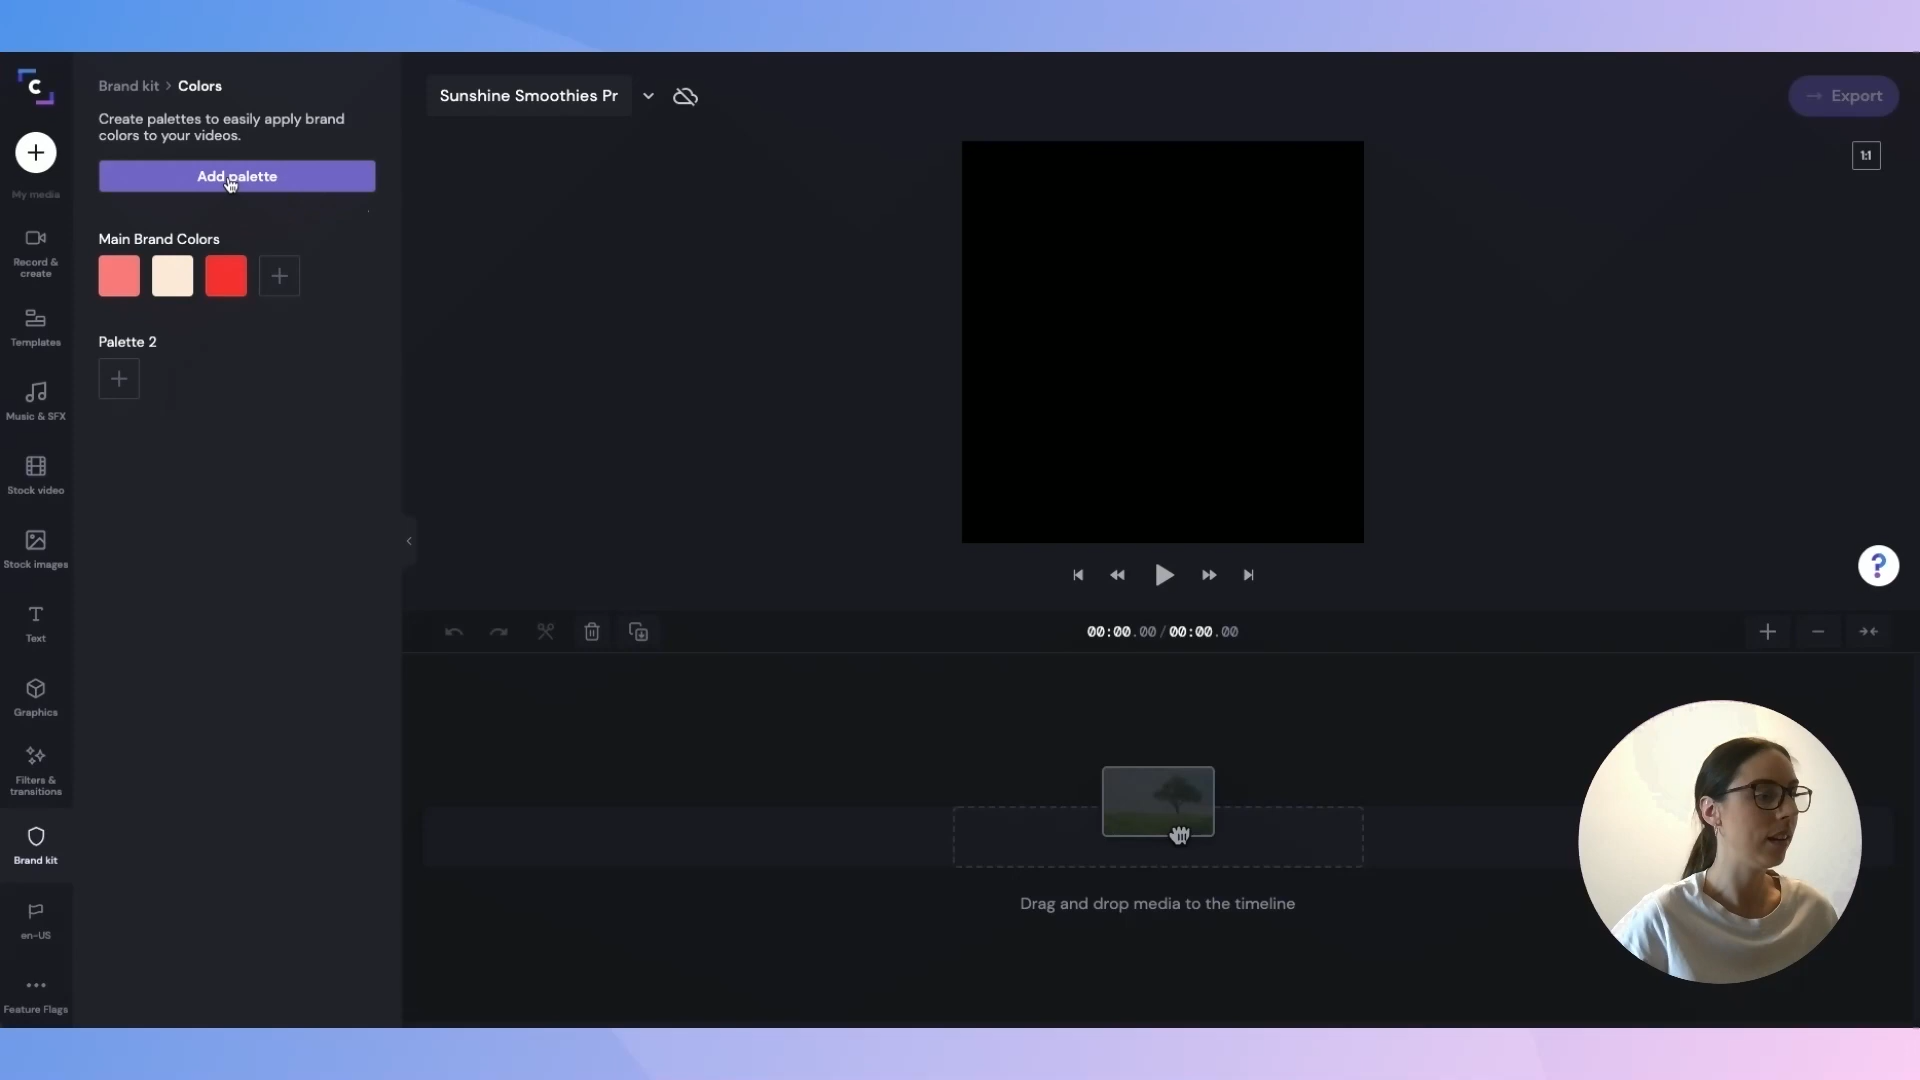 Brand kit > Colors
Create palettes to easily apply brand
colors to your videos.
Add palette
Main Brand Colors
Palette 2
C
My media
Record &
create
Templates
Music & SFX
Stock video
Stock images
Text
Graphics
Filters &
transitions
Brand kit
en-US
Feature Flags
Sunshine Smoothies Pr
Export
1:1
?
00:00.00/00:00.00
Drag and drop media to the timeline